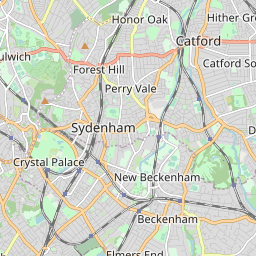 Honor Oak
Hither Gre
Catford
ulwich
Forest Hill
Catford So
Perry Vale
Sydenham
D
Crystal Palace
New Beckenham
Beckenham
Elmers End